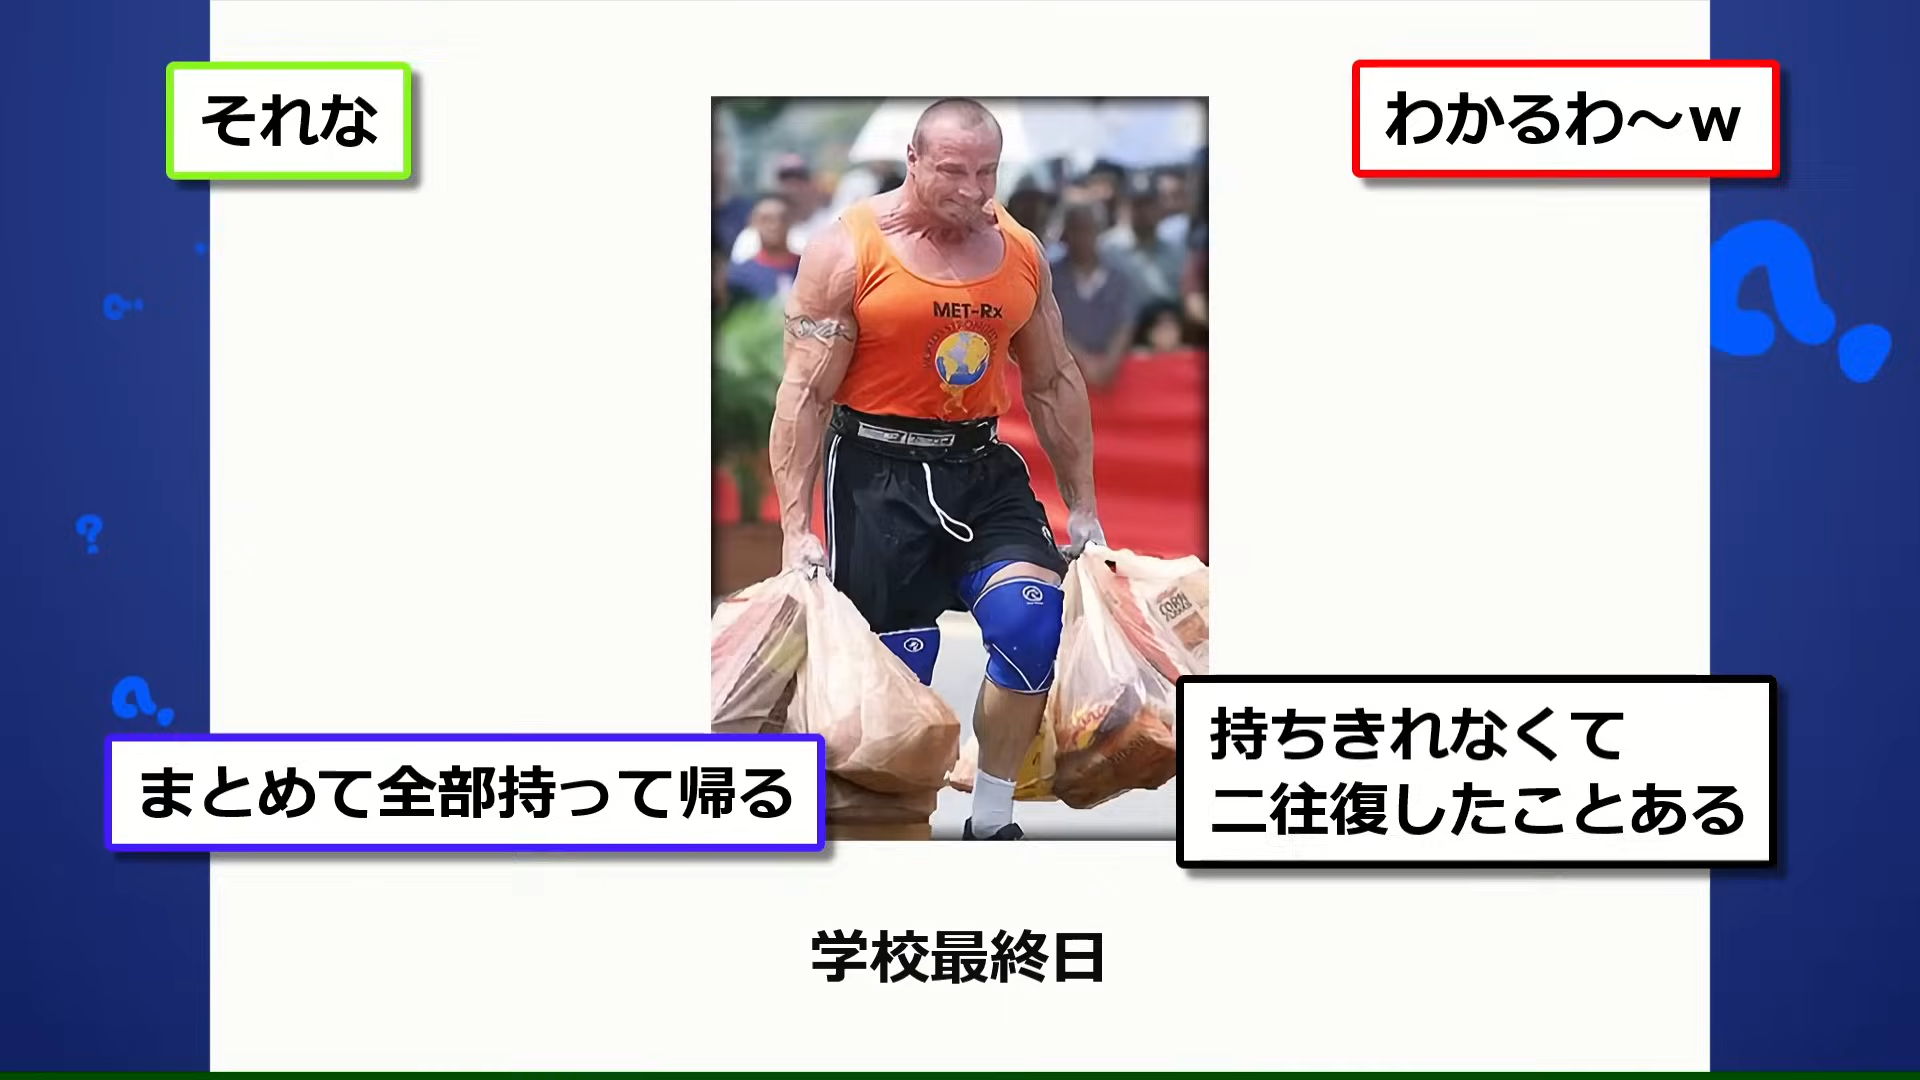 それな
わかるわ～w
MET-Rx
CORN
まとめて全部持って帰る
持ちきれなくて
二往復したことある
学校最終日